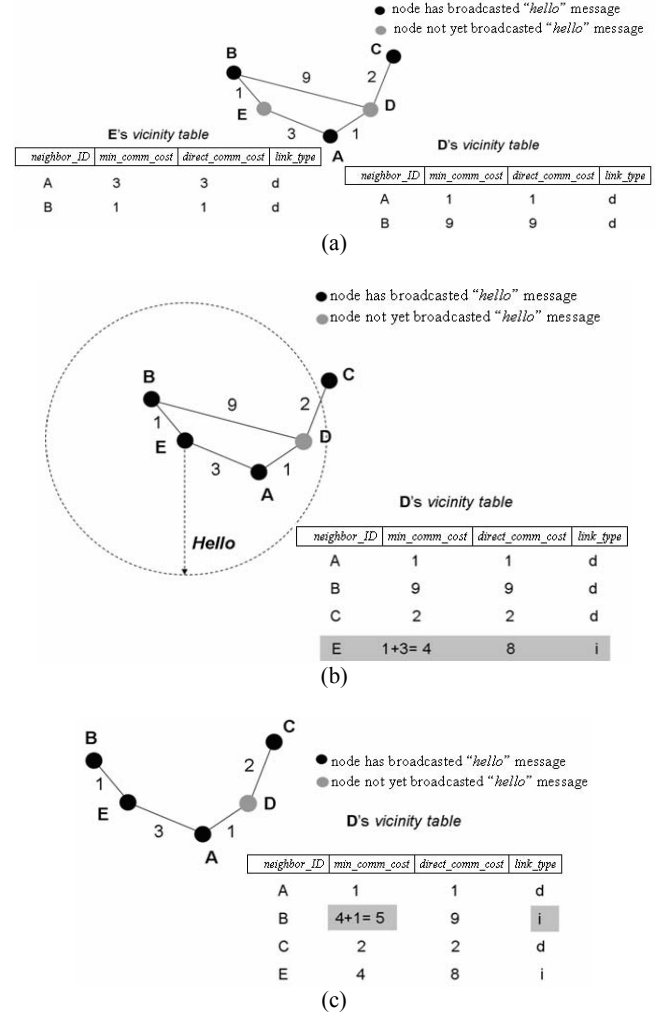 node has broadcasted “hello” message
node not yet broadcasted “hello” message
B
C
9
2
1
E
D
3
1
A
E's vicinity table
neighbor_ID min_comm_cost direct_comm_cost link_type
A 3 3 d
B 1 1 d
D's vicinity table
neighbor_ID min_comm_cost direct_comm_cost link_type
A 1 1 d
B 9 9 d
(a)
node has broadcasted “hello” message
node not yet broadcasted “hello” message
B
C
9
2
1
E
D
3
1
A
Hello
D's vicinity table
neighbor_ID min_comm_cost direct_comm_cost link_type
A 1 1 d
B 9 9 d
C 2 2 d
E 1+3= 4 8 i
(b)
B
C
2
1
E
D
3
1
A
node has broadcasted “hello” message
node not yet broadcasted “hello” message
D's vicinity table
neighbor_ID min_comm_cost direct_comm_cost link_type
A 1 1 d
B 4+1= 5 9 i
C 2 2 d
E 4 8 i
(c)